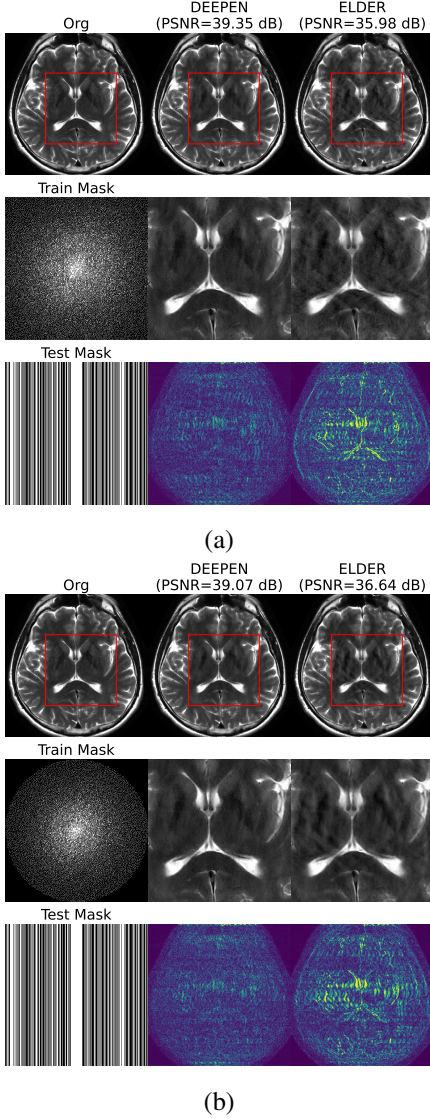 DEEPEN
ELDER
Org
(PSNR=39.35 dB)
(PSNR=35.98 dB)
Train Mask
Test Mask
(a)
DEEPEN
ELDER
Org
(PSNR=39.07 dB)
(PSNR=36.64 dB)
Train Mask
Test Mask
(b)